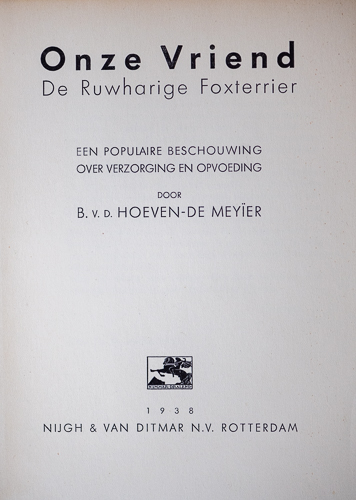 Onze Vriend
De Ruwharige Foxterrier
EEN POPULAIRE BESCHOUWING
OVER VERZORGING EN OPVOEDING
DOOR
B. V. D. HOEVEN-DE MEYÏER
1938
NIJGH & VAN DITMAR N.V. ROTTERDAM